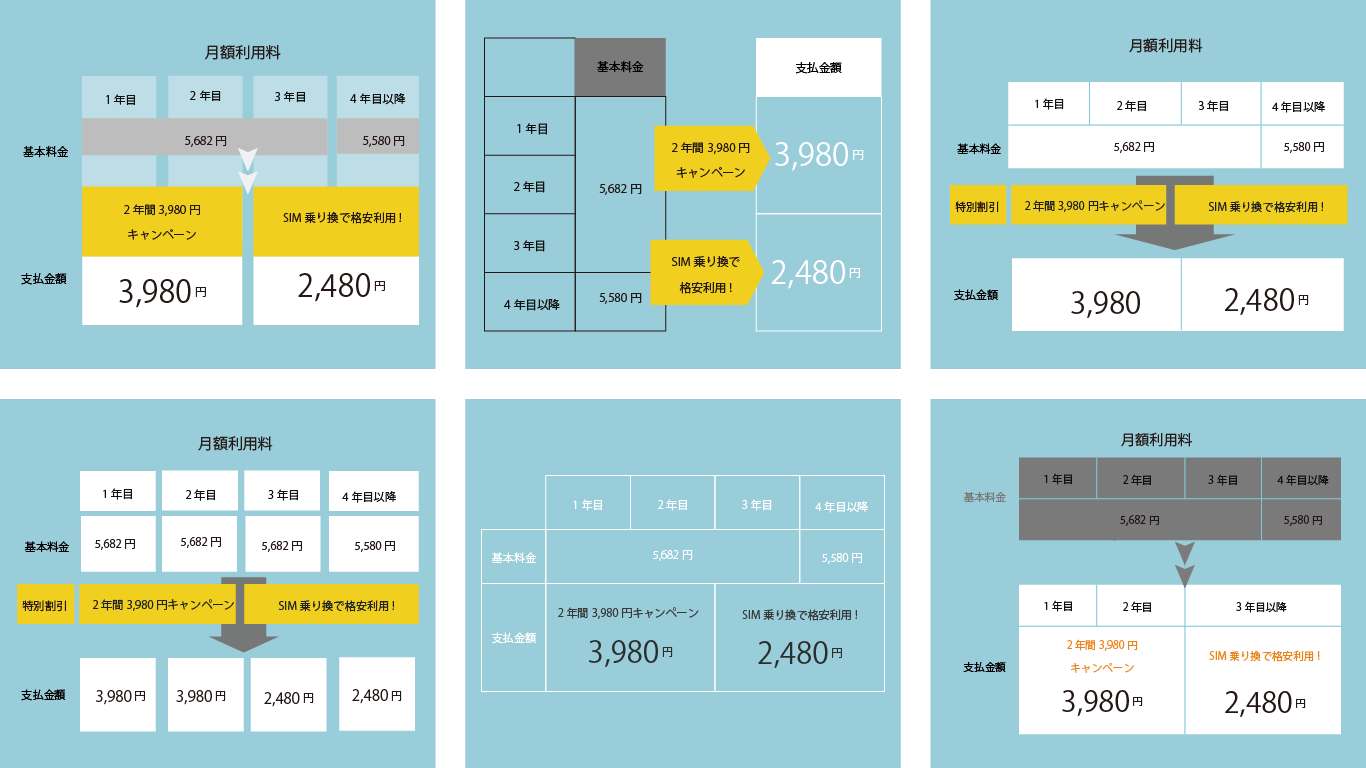 月額利用料
1年目 2年目 3年目 4年目以降
基本料金 5,682円 5,580円
2年間3,980円
キャンペーン
SIM乗り換で格安利用!
支払金額 3,980円 2,480円
基本料金 支払金額
1年目
2年目
3年目
4年目以降
5,682円
5,580円
2年間3,980円
キャンペーン
3,980円
SIM乗り換で
格安利用!
2,480円
月額利用料
1年目 2年目 3年目 4年目以降
基本料金 5,682円 5,580円
特別割引 2年間3,980円キャンペーン SIM乗り換で格安利用!
支払金額 3,980 2,480円
月額利用料
1年目 2年目 3年目 4年目以降
基本料金 5,682円 5,682円 5,682円 5,580円
特別割引 2年間3,980円キャンペーン SIM乗り換で格安利用!
支払金額 3,980円 3,980円 2,480円 2,480円
1年目 2年目 3年目 4年目以降
基本料金 5,682円 5,580円
2年間3,980円キャンペーン SIM乗り換で格安利用!
支払金額 3,980円 2,480円
月額利用料
1年目 2年目 3年目 4年目以降
基本料金
5,682円 5,580円
1年目 2年目 3年目以降
2年間3,980円
キャンペーン
SIM乗り換で格安利用!
支払金額
3,980円 2,480円